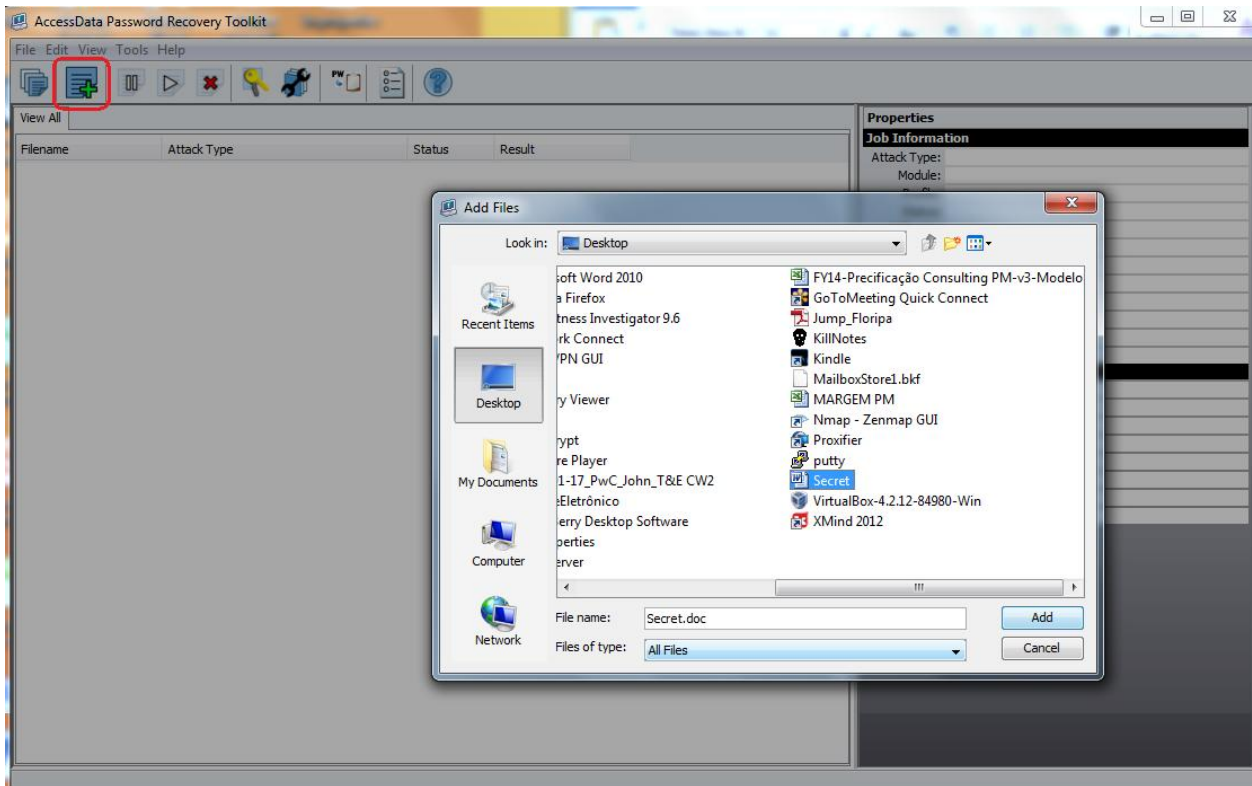 AccessData Password Recovery Toolkit
File Edit View Tools Help
PW
View All
Filename Attack Type Status Result
Properties
Job Information
Attack Type:
Module:
Add Files
Look in: Desktop
Recent Items
Desktop
My Documents
Computer
Network
soft Word 2010
a Firefox
tness Investigator 9.6
rk Connect
PN GUI
ry Viewer
rypt
re Player
1-17_PwC_John_T&E CW2
eEletrônico
erry Desktop Software
perties
erver
FY14-Precificação Consulting PM-v3-Modelo
GoToMeeting Quick Connect
Jump_Floripa
KillNotes
Kindle
MailboxStore1.bkf
MARGEM PM
Nmap - Zenmap GUI
Proxifier
putty
Secret
VirtualBox-4.2.12-84980-Win
XMind 2012
File name: Secret.doc Add
Files of type: All Files Cancel